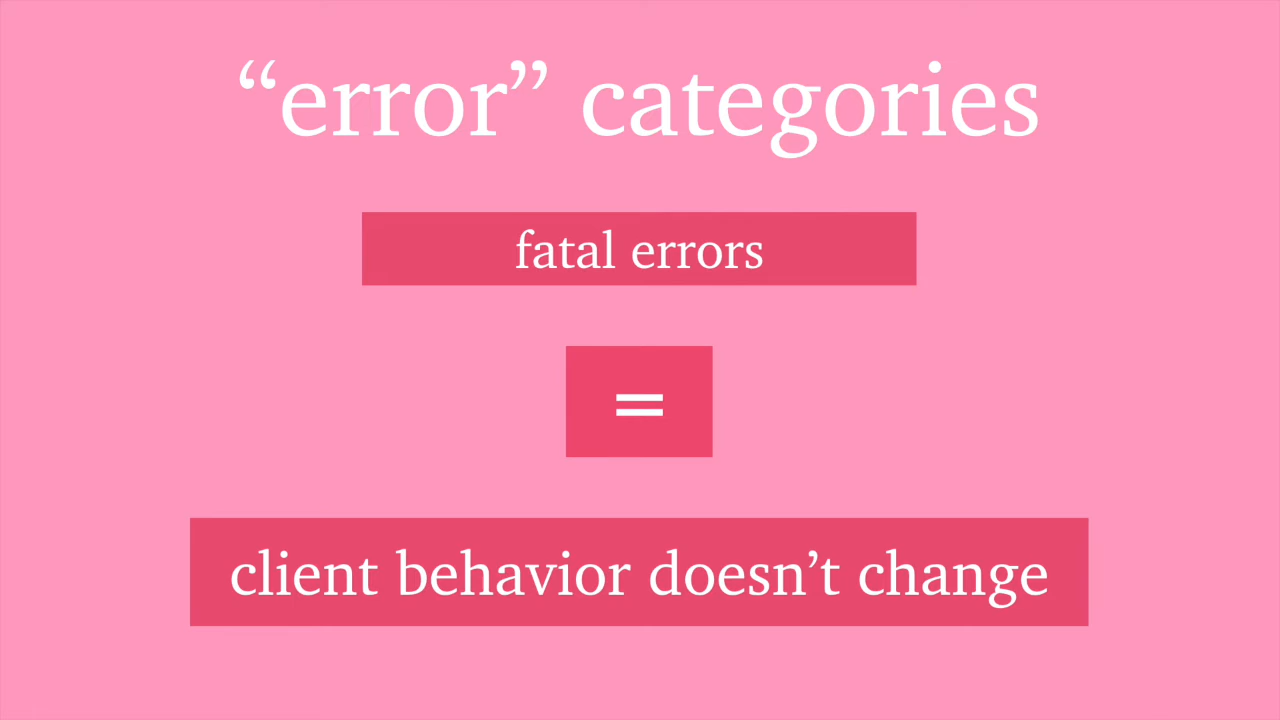 “error” categories
fatal errors
=
client behavior doesn’t change